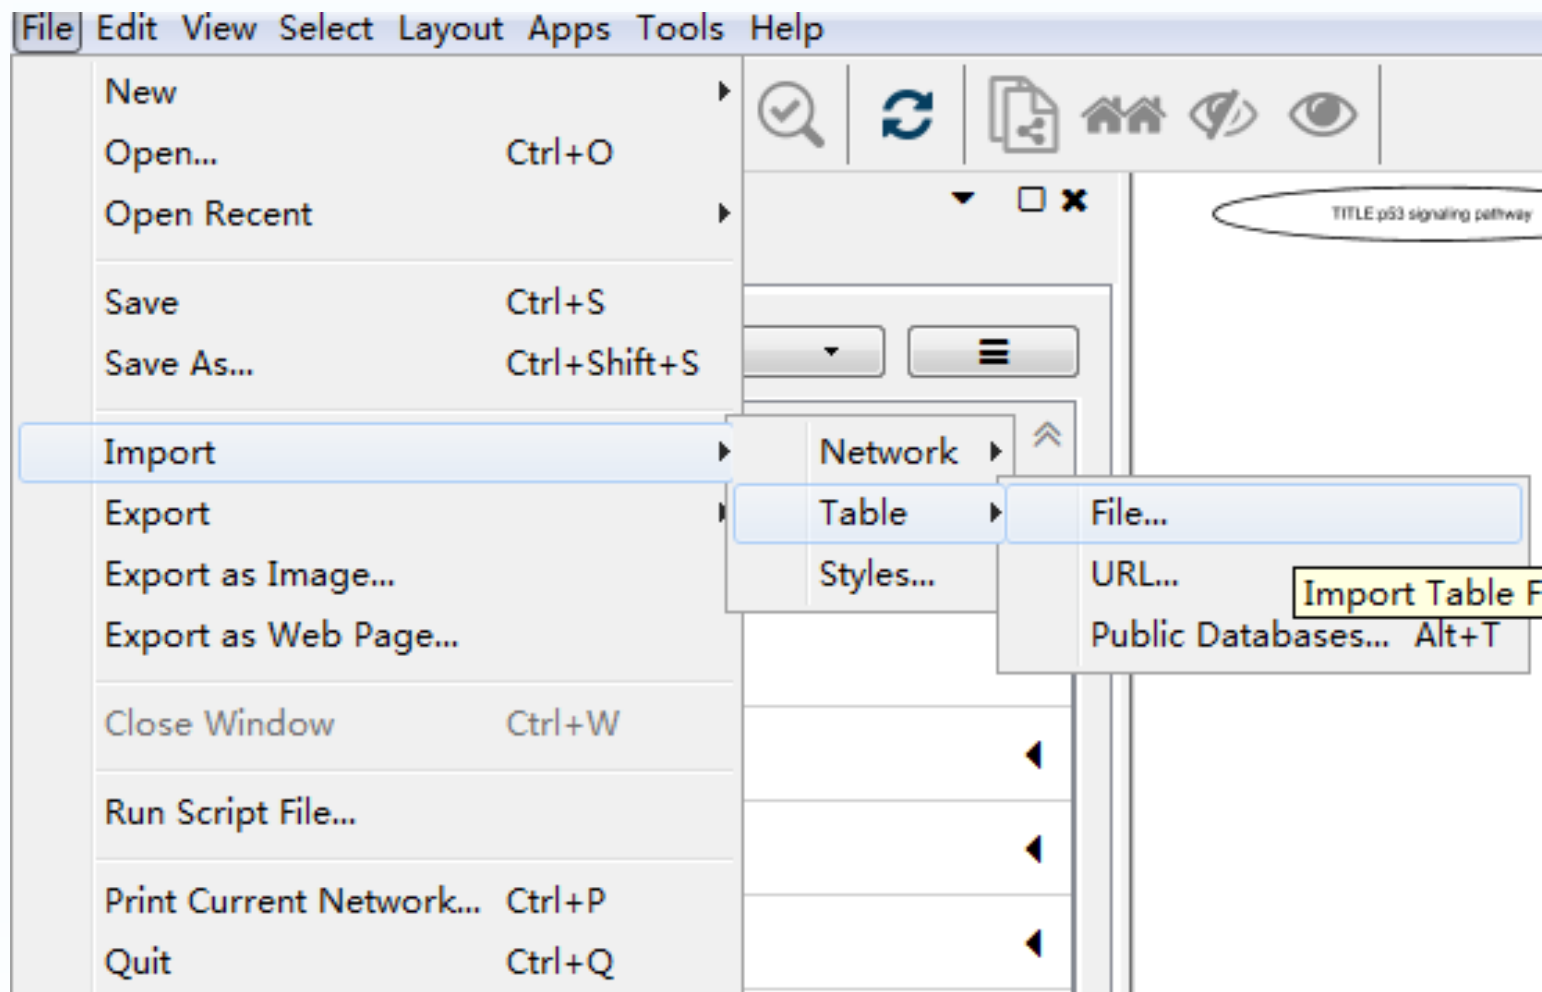 File Edit View Select Layout Apps Tools Help
New
Open... Ctrl+O
Open Recent
TITLE:p53 signaling pathway
Save Ctrl+S
Save As... Ctrl+Shift+S
Import
Network
Export
Table
File...
Export as Image...
Styles...
URL...
Import Table F
Export as Web Page...
Public Databases... Alt+T
Close Window Ctrl+W
Run Script File...
Print Current Network... Ctrl+P
Quit Ctrl+Q